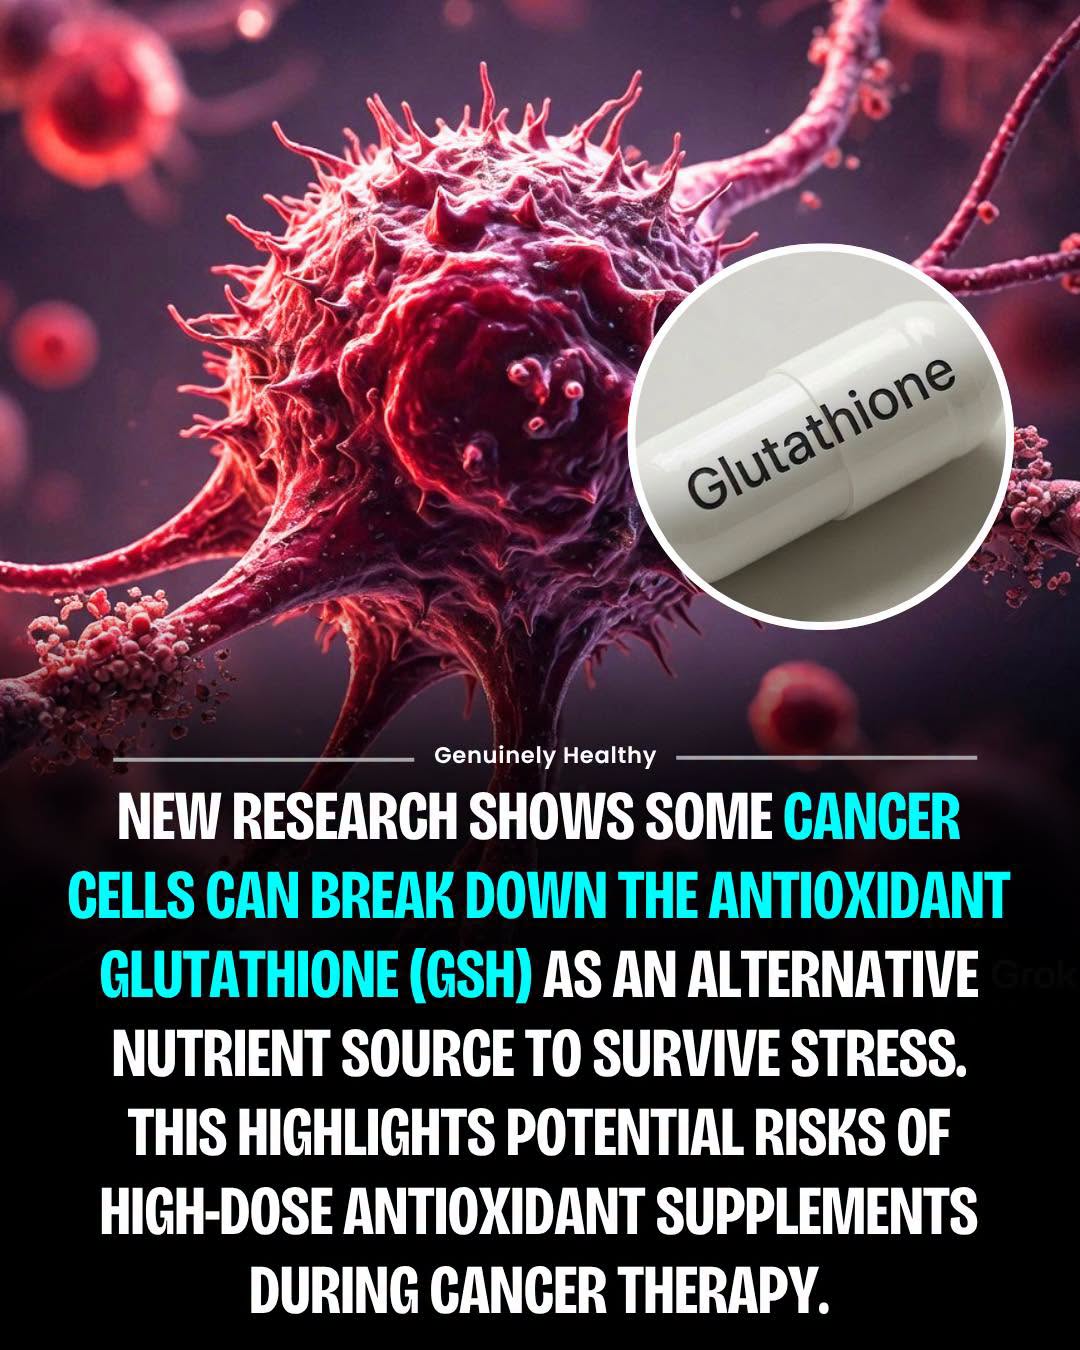 Glutathione
Genuinely Healthy
NEW RESEARCH SHOWS SOME CANCER
CELLS CAN BREAK DOWN THE ANTIOXIDANT
GLUTATHIONE (GSH) AS AN ALTERNATIVE
Grok
NUTRIENT SOURCE TO SURVIVE STRESS.
THIS HIGHLIGHTS POTENTIAL RISKS OF
HIGH-DOSE ANTIOXIDANT SUPPLEMENTS
DURING CANCER THERAPY.